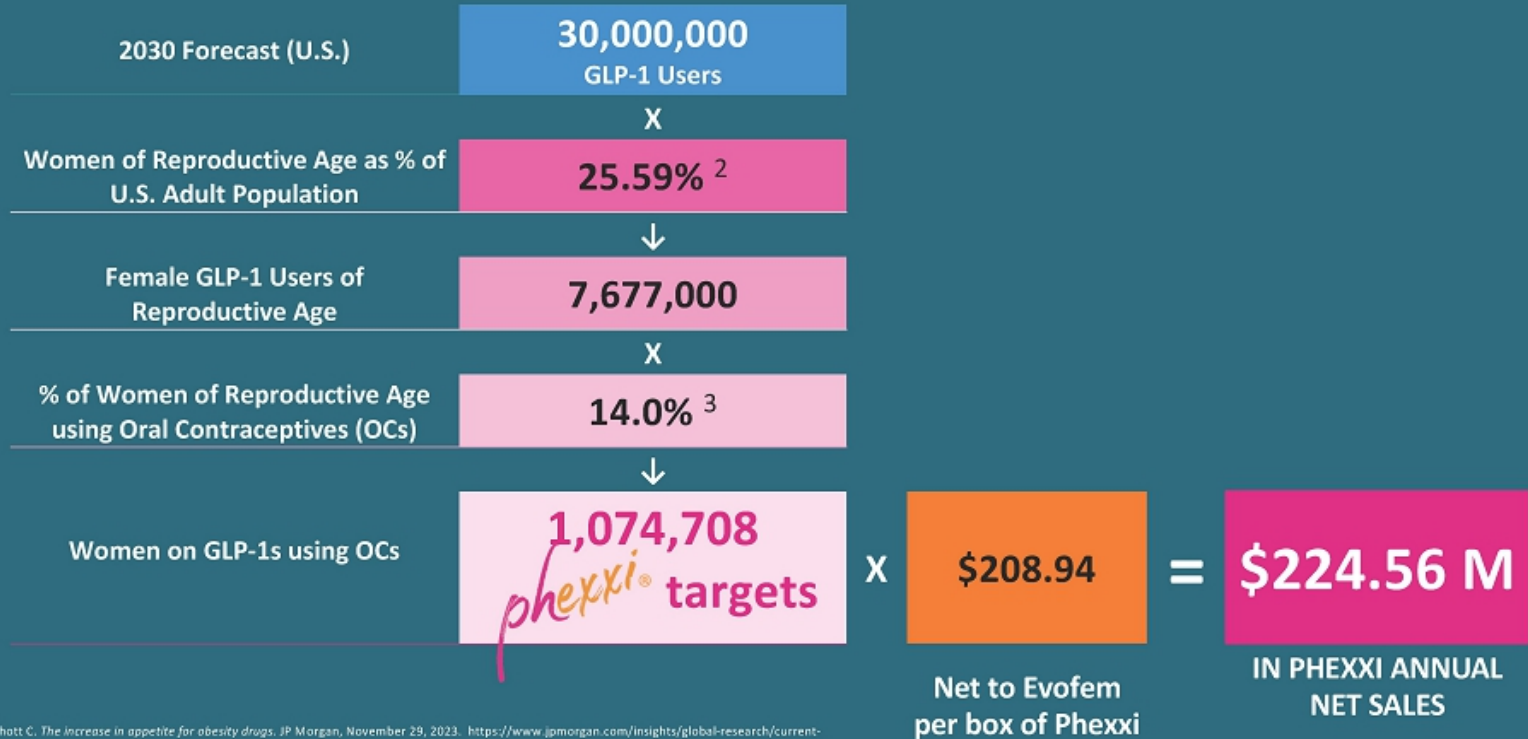 2030 Forecast (U.S.)
30,000,000
GLP-1 Users
X
Women of Reproductive Age as % of
U.S. Adult Population
25.59% 2
↓
Female GLP-1 Users of
Reproductive Age
7,677,000
X
% of Women of Reproductive Age
using Oral Contraceptives (OCs)
14.0% 3
↓
Women on GLP-1s using OCs
1,074,708
phexxi® targets
X
$208.94
=
$224.56 M
Net to Evofem
per box of Phexxi
IN PHEXXI ANNUAL
NET SALES
hott C. The increase in appetite for obesity drugs. JP Morgan, November 29, 2023. https://www.jpmorgan.com/insights/global-research/current-